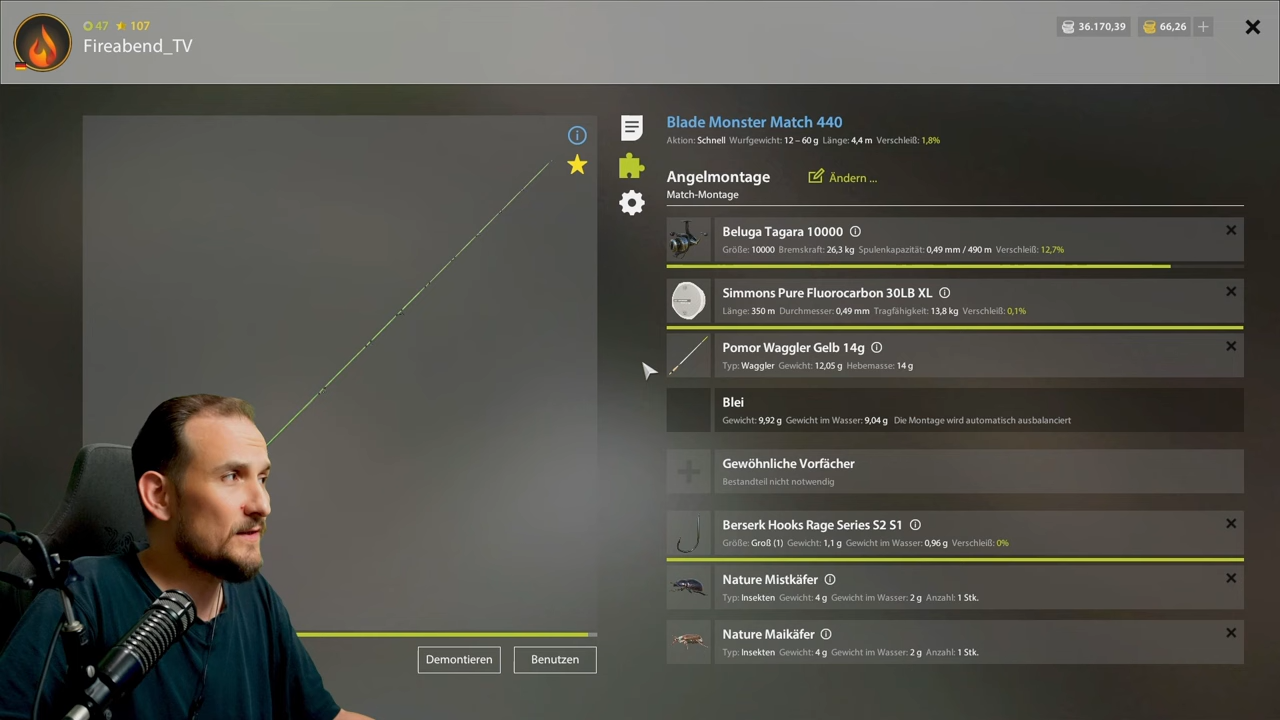 47 107
Fireabend_TV
36.170,39
66,26
Blade Monster Match 440
Aktion: Schnell Wurfgewicht: 12 – 60 g Länge: 4,4 m Verschleiß: 1,8%
Angelmontage
Ändern ...
Match-Montage
Beluga Tagara 10000
Größe: 10000 Bremskraft: 26,3 kg Spulenkapazität: 0,49 mm / 490 m Verschleiß: 12,7%
Simmons Pure Fluorocarbon 30LB XL
Länge: 350 m Durchmesser: 0,49 mm Tragfähigkeit: 13,8 kg Verschleiß: 0,1%
Pomor Waggler Gelb 14g
Typ: Waggler Gewicht: 12,05 g Hebemasse: 14 g
Blei
Gewicht: 9,92 g Gewicht im Wasser: 9,04 g Die Montage wird automatisch ausbalanciert
Gewöhnliche Vorfächer
Bestandteil nicht notwendig
Berserk Hooks Rage Series S2 S1
Größe: Groß (1) Gewicht: 1,1 g Gewicht im Wasser: 0,96 g Verschleiß: 0%
Nature Mistkäfer
Typ: Insekten Gewicht: 4 g Gewicht im Wasser: 2 g Anzahl: 1 Stk.
Nature Maikäfer
Typ: Insekten Gewicht: 4 g Gewicht im Wasser: 2 g Anzahl: 1 Stk.
Demontieren
Benutzen